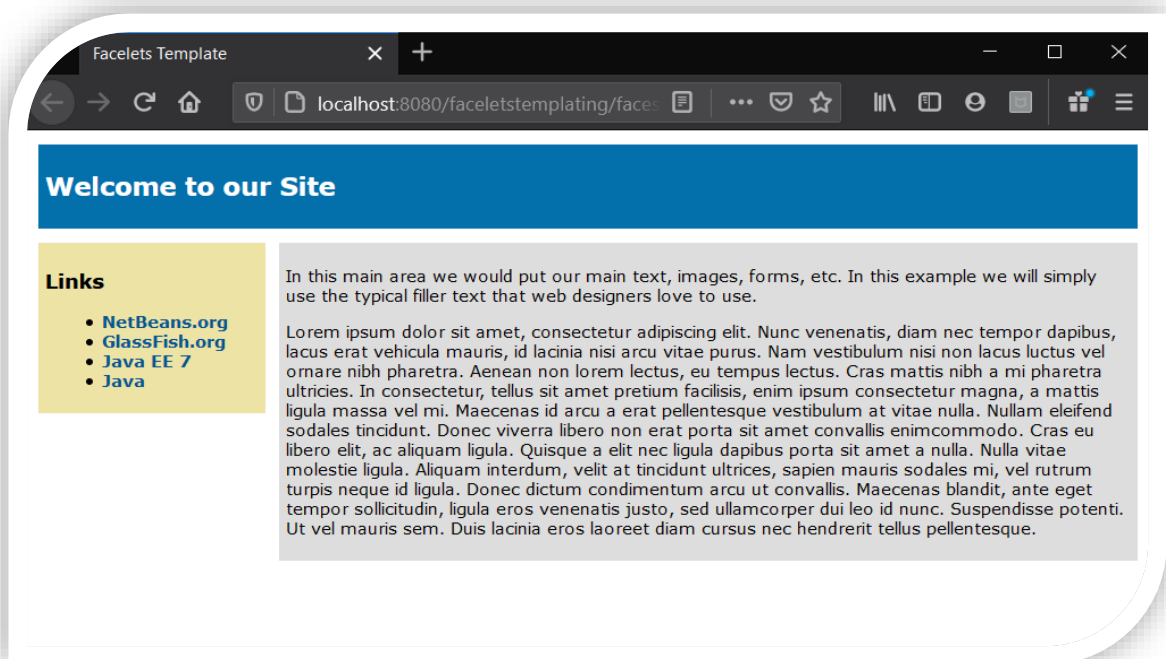 Facelets Template
localhost:8080/faceletstemplating/faces
Welcome to our Site
Links
NetBeans.org
GlassFish.org
Java EE 7
Java
In this main area we would put our main text, images, forms, etc. In this example we will simply
use the typical filler text that web designers love to use.
Lorem ipsum dolor sit amet, consectetur adipiscing elit. Nunc venenatis, diam nec tempor dapibus,
lacus erat vehicula mauris, id lacinia nisi arcu vitae purus. Nam vestibulum nisi non lacus luctus vel
ornare nibh pharetra. Aenean non lorem lectus, eu tempus lectus. Cras mattis nibh a mi pharetra
ultricies. In consectetur, tellus sit amet pretium facilisis, enim ipsum consectetur magna, a mattis
ligula massa vel mi. Maecenas id arcu a erat pellentesque vestibulum at vitae nulla. Nullam eleifend
sodales tincidunt. Donec viverra libero non erat porta sit amet convallis enimcommodo. Cras eu
libero elit, ac aliquam ligula. Quisque a elit nec ligula dapibus porta sit amet a nulla. Nulla vitae
molestie ligula. Aliquam interdum, velit at tincidunt ultrices, sapien mauris sodales mi, vel rutrum
turpis neque id ligula. Donec dictum condimentum arcu ut convallis. Maecenas blandit, ante eget
tempor sollicitudin, ligula eros venenatis justo, sed ullamcorper dui leo id nunc. Suspendisse potenti.
Ut vel mauris sem. Duis lacinia eros laoreet diam cursus nec hendrerit tellus pellentesque.